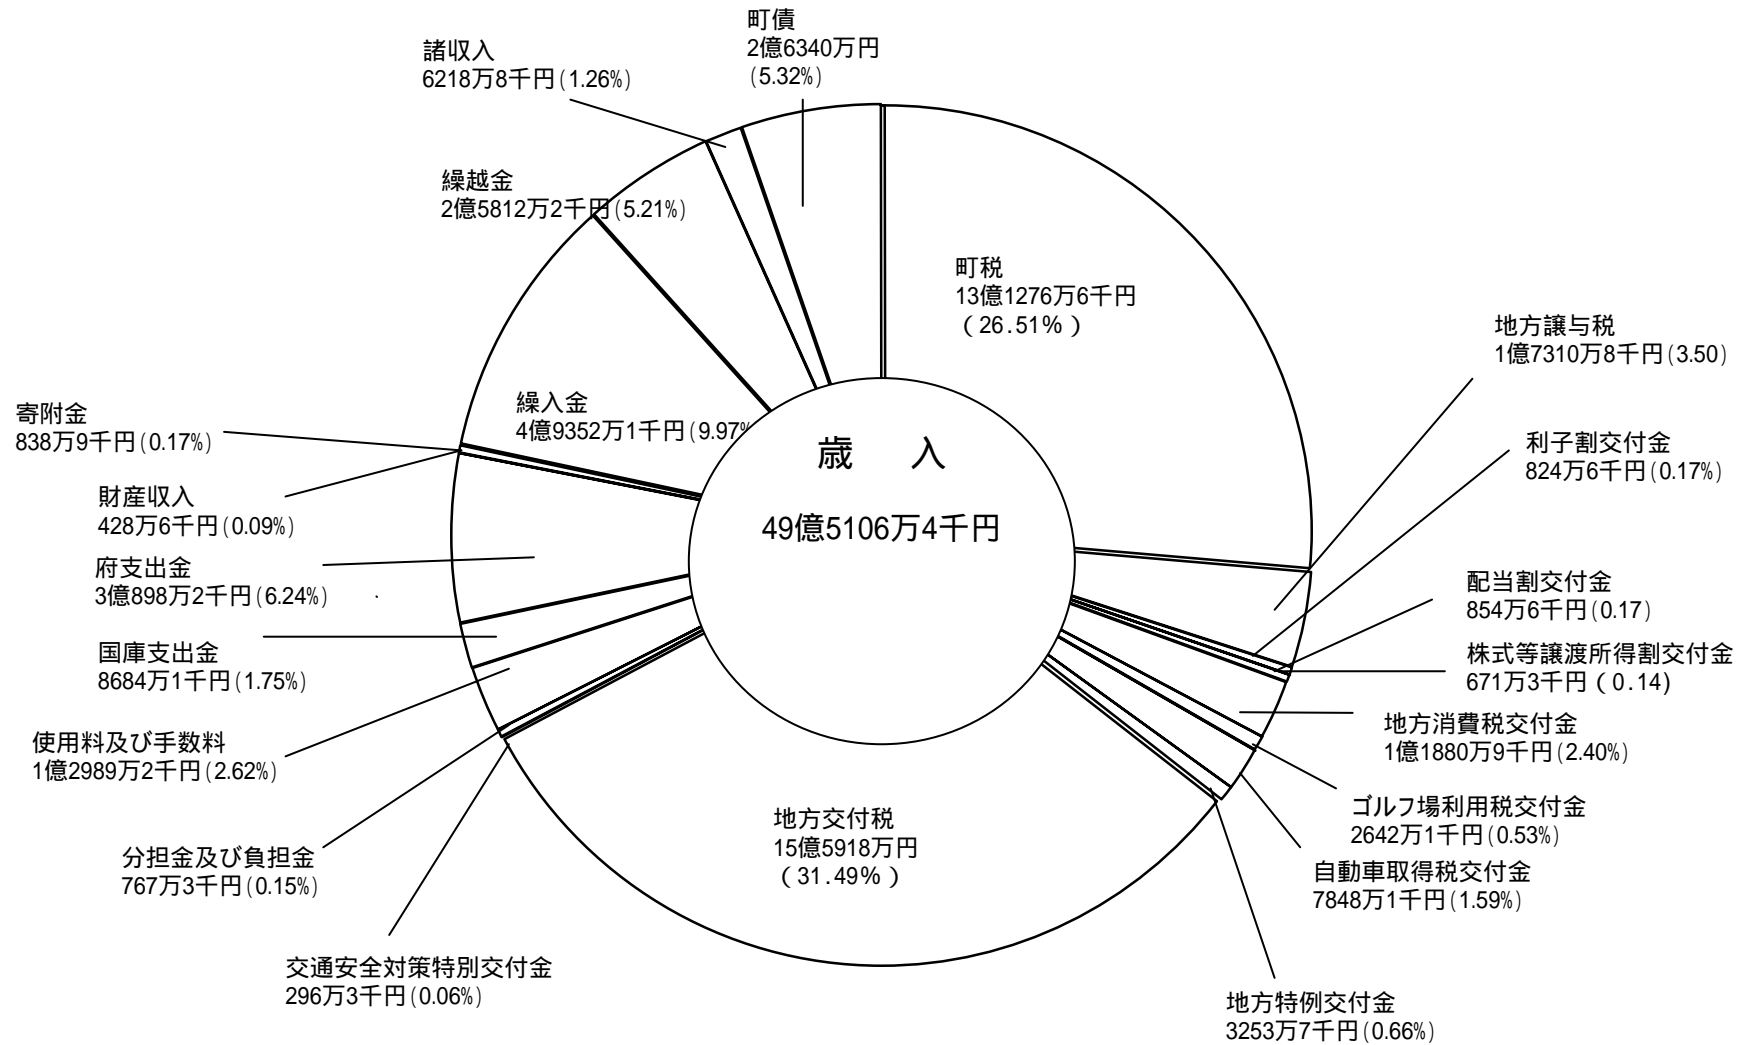 歳　入
49億5106万4千円
町税
13億1276万6千円
（26.51%）
地方譲与税
1億7310万8千円(3.50)
利子割交付金
824万6千円(0.17%)
配当割交付金
854万6千円(0.17)
株式等譲渡所得割交付金
671万3千円（0.14)
地方消費税交付金
1億1880万9千円(2.40%)
ゴルフ場利用税交付金
2642万1千円(0.53%)
自動車取得税交付金
7848万1千円(1.59%)
地方特例交付金
3253万7千円(0.66%)
地方交付税
15億5918万円
（31.49%）
交通安全対策特別交付金
296万3千円(0.06%)
分担金及び負担金
767万3千円(0.15%)
使用料及び手数料
1億2989万2千円(2.62%)
国庫支出金
8684万1千円(1.75%)
府支出金
3億898万2千円(6.24%)
財産収入
428万6千円(0.09%)
寄附金
838万9千円(0.17%)
繰入金
4億9352万1千円(9.97%
繰越金
2億5812万2千円(5.21%)
諸収入
6218万8千円(1.26%)
町債
2億6340万円
(5.32%)